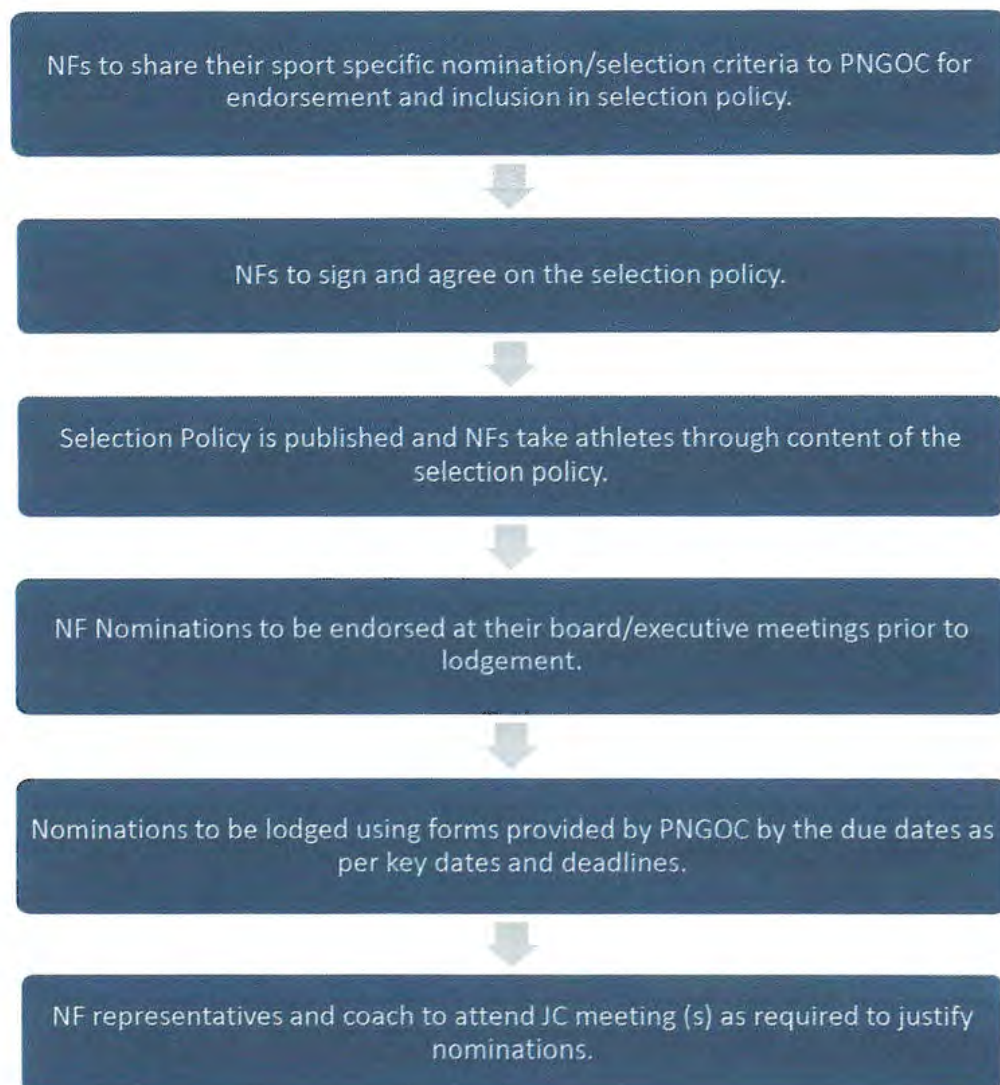 NFs to share their sport specific nomination/selection criteria to PNGOC for
endorsement and inclusion in selection policy.
NFs to sign and agree on the selection policy.
Selection Policy is published and NFs take athletes through content of the
selection policy.
NF Nominations to be endorsed at their board/executive meetings prior to
lodgement.
Nominations to be lodged using forms provided by PNGOC by the due dates as
per key dates and deadlines.
NF representatives and coach to attend JC meeting (s) as required to justify
nominations.